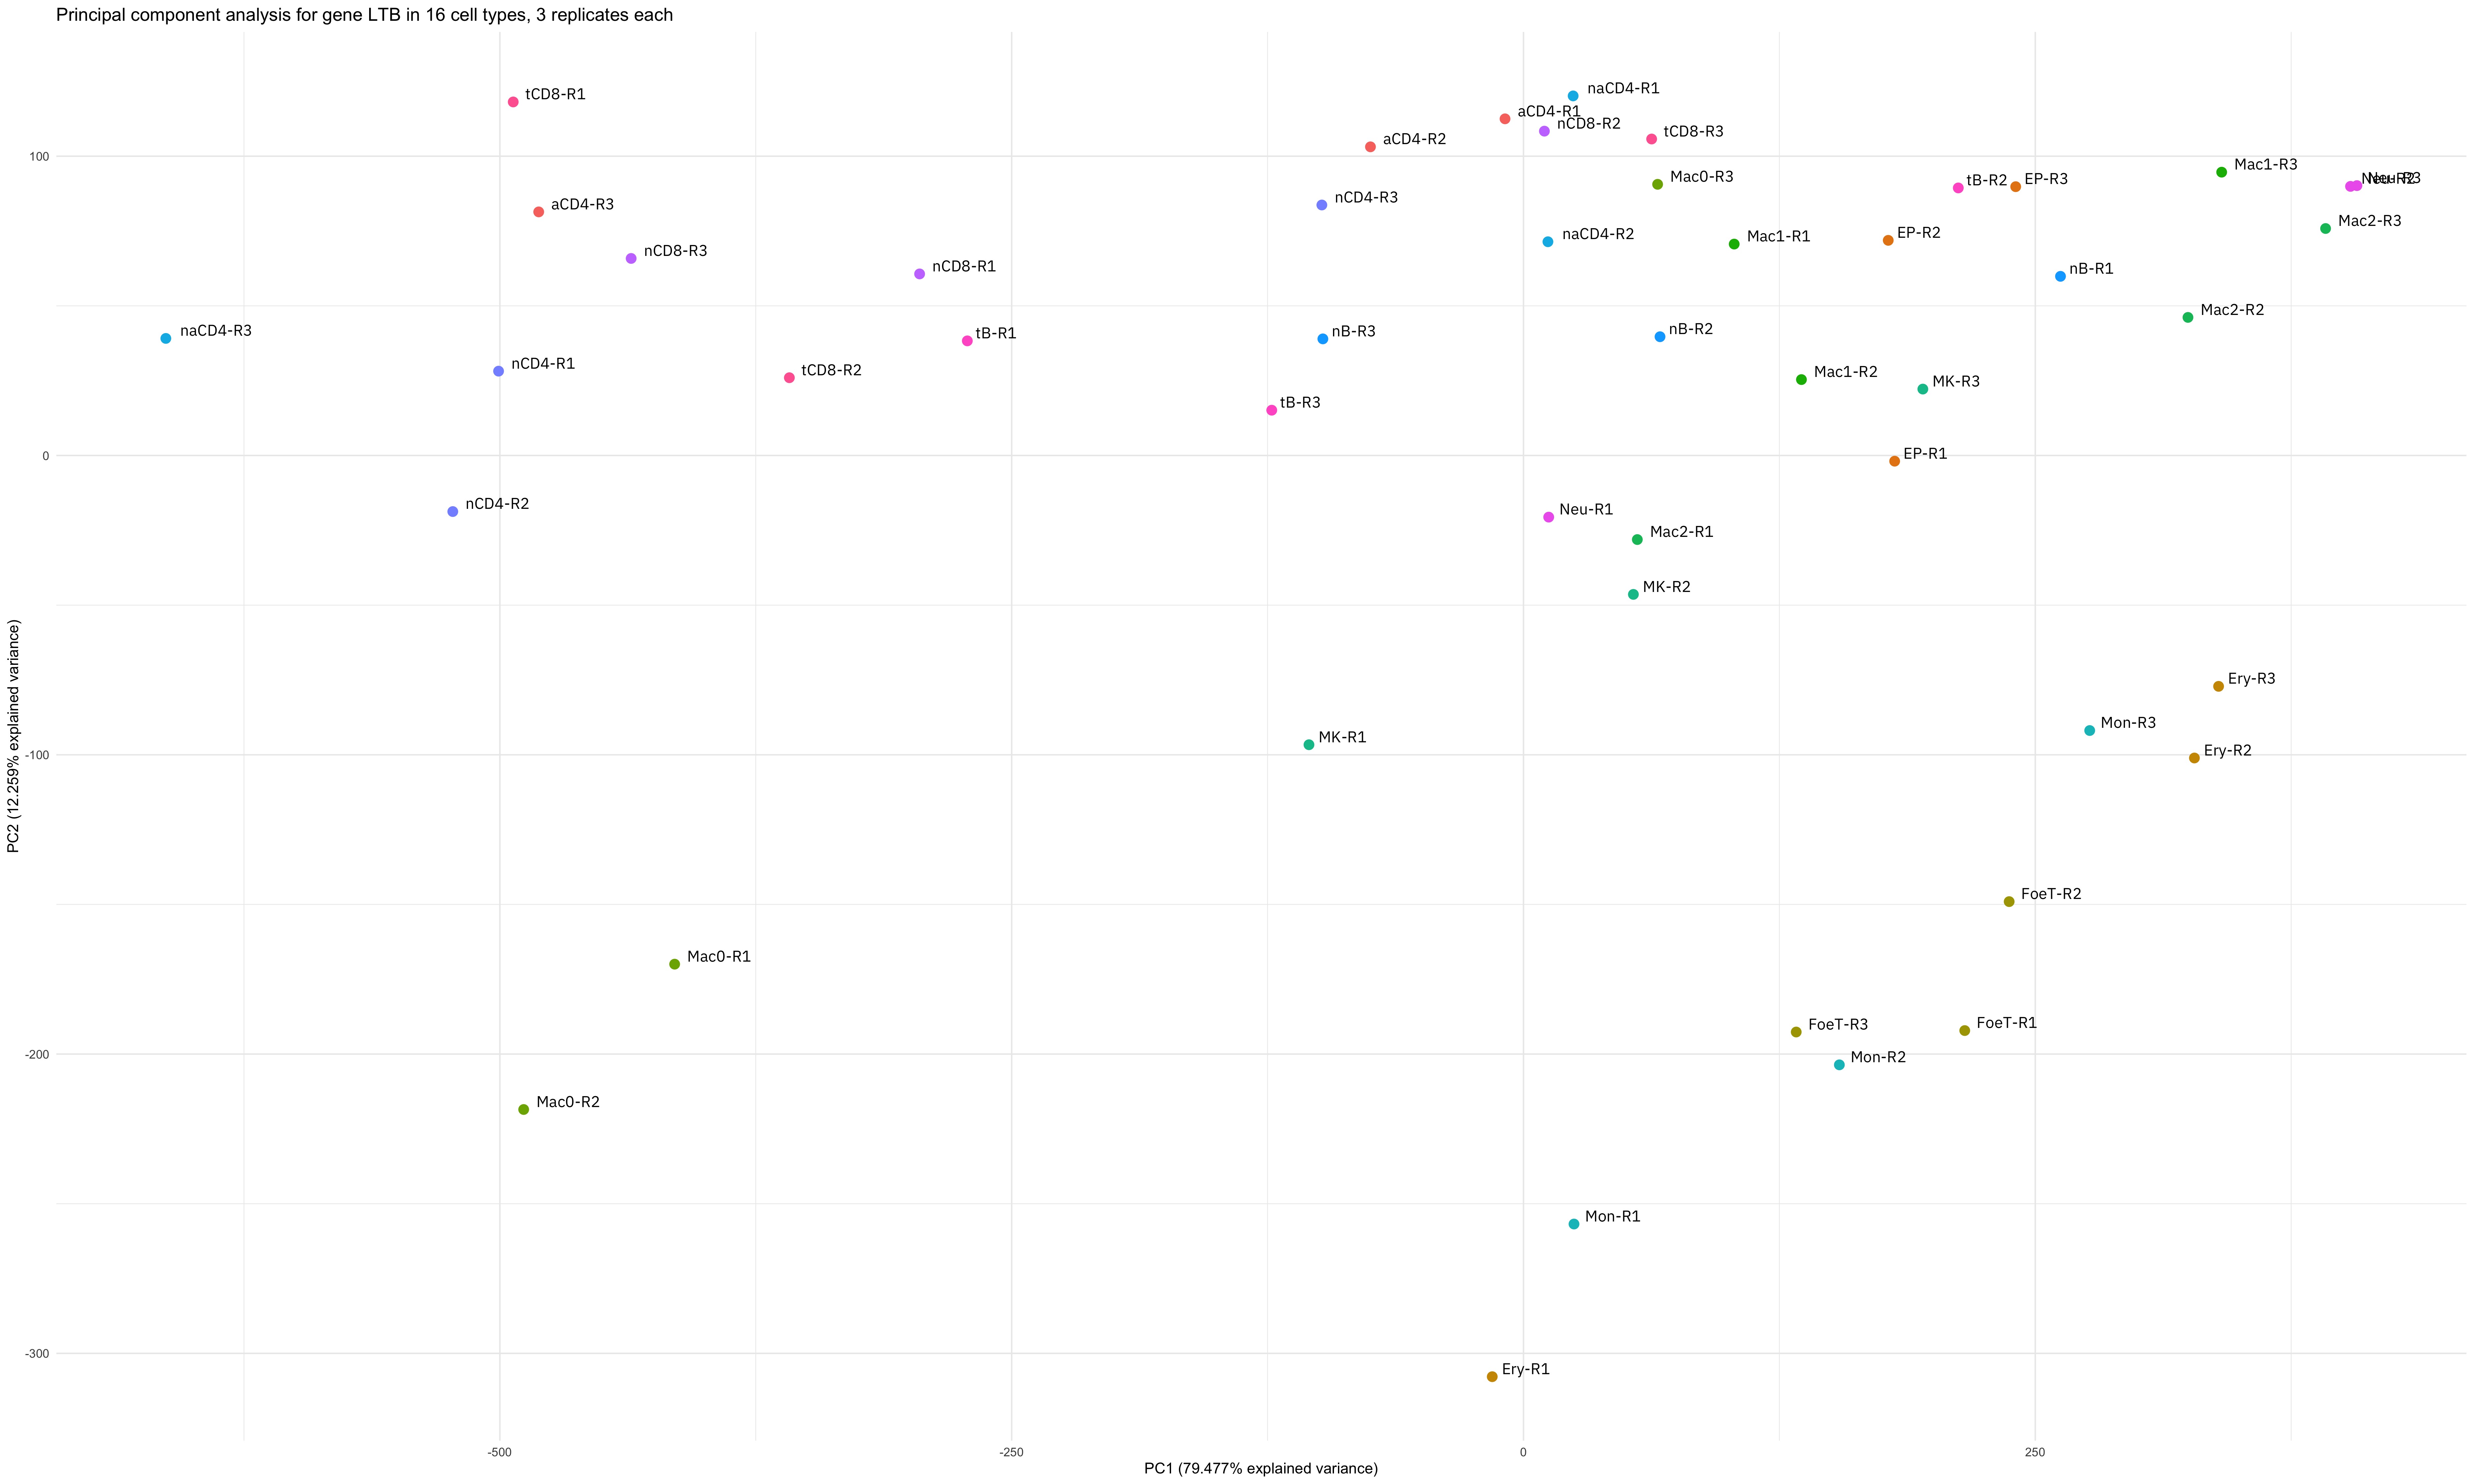 Principal component analysis for gene LTB in 16 cell types, 3 replicates each
tCD8-R1
naCD4-R1
aCD4-R1
nCD8-R2
tCD8-R3
aCD4-R2
100
Mac1-R3
Mac0-R3
tB-R2
EP-R3
Neu-R2
Neu-R3
nCD4-R3
aCD4-R3
Mac2-R3
naCD4-R2
Mac1-R1
EP-R2
nCD8-R3
nCD8-R1
nB-R1
Mac2-R2
naCD4-R3
tB-R1
nB-R3
nB-R2
nCD4-R1
tCD8-R2
Mac1-R2
MK-R3
tB-R3
0
EP-R1
nCD4-R2
Neu-R1
Mac2-R1
MK-R2
PC2 (12.259% explained variance)
Ery-R3
Mon-R3
MK-R1
Ery-R2
-100
FoeT-R2
Mac0-R1
FoeT-R3
FoeT-R1
-200
Mon-R2
Mac0-R2
Mon-R1
-300
Ery-R1
-500
-250
0
250
PC1 (79.477% explained variance)